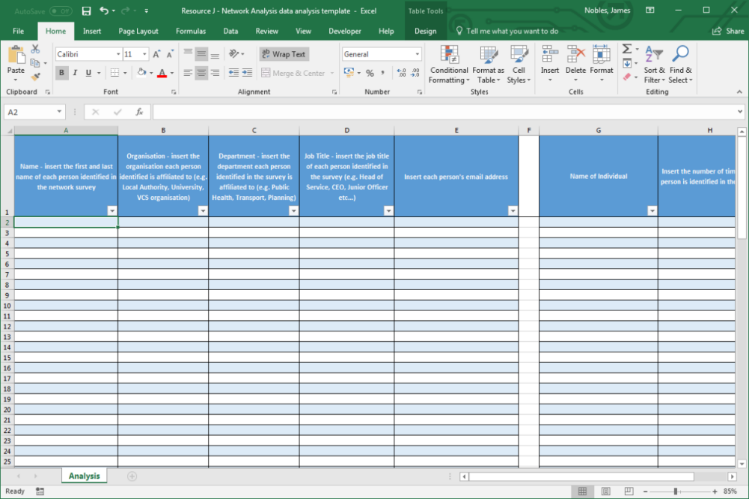 AutoSave Off Resource J - Network Analysis data analysis template - Excel Table Tools Nobles, James
File Home Insert Page Layout Formulas Data Review View Developer Help Design Tell me what you want to do Share
Paste Calibri 11 A A Wrap Text General Conditional Format as Cell Insert Delete Format Sort & Find &
B I U A Merge & Center % , Formatting Table Styles Filter Select
Clipboard Font Alignment Number Styles Cells Editing
A2 fx
A B C D E F G H
Name - insert the first and last
name of each person identified in
the network survey
Organisation - insert the
organisation each person
identified is affiliated to (e.g.
Local Authority, University,
VCS organisation)
Department - insert the
department each person
identified in the survey is
affiliated to (e.g. Public
Health, Transport, Planning)
Job Title - insert the job title
of each person identified in
the survey (e.g. Head of
Service, CEO, Junior Officer
etc...)
Insert each person's email address
Name of Individual
Insert the number of tim
person is identified in the
1
2
3
4
5
6
7
8
9
10
11
12
13
14
15
16
17
18
19
20
21
22
23
24
25
Analysis
Ready 85%